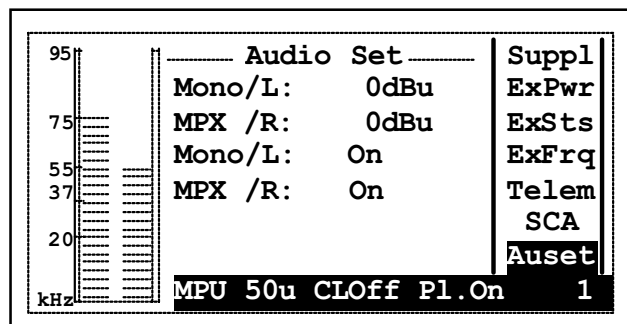 95
75
55
37
20
kHz
Audio Set
Mono/L: 0dBu
MPX /R: 0dBu
Mono/L: On
MPX /R: On
Suppl
ExPwr
ExSts
ExFrq
Telem
SCA
Auset
MPU 50u CLOff Pl.On 1